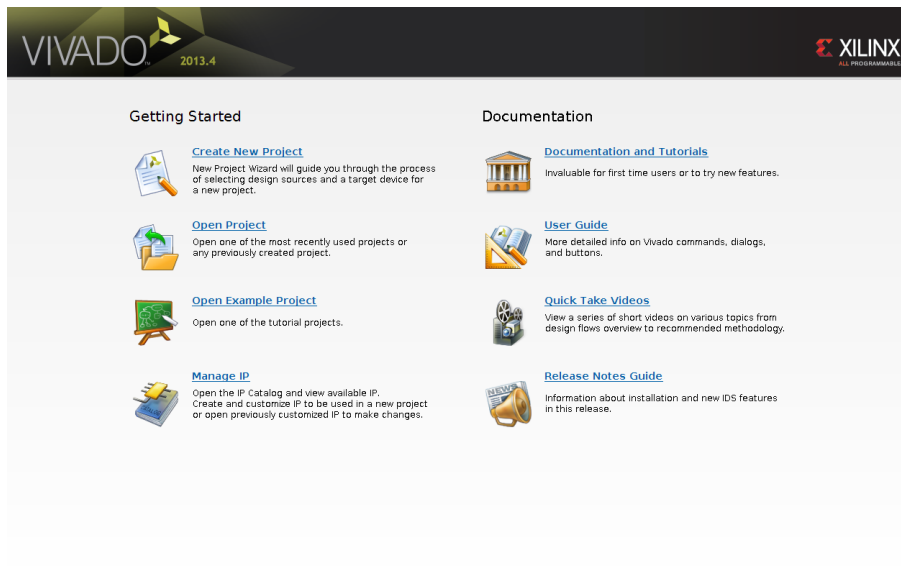 VIVADO™
2013.4
XILINX
ALL PROGRAMMABLE
Getting Started
Create New Project
New Project Wizard will guide you through the process
of selecting design sources and a target device for
a new project.
Open Project
Open one of the most recently used projects or
any previously created project.
Open Example Project
Open one of the tutorial projects.
Manage IP
Open the IP Catalog and view available IP.
Create and customize IP to be used in a new project
or open previously customized IP to make changes.
Documentation
Documentation and Tutorials
Invaluable for first time users or to try new features.
User Guide
More detailed info on Vivado commands, dialogs,
and buttons.
Quick Take Videos
View a series of short videos on various topics from
design flows overview to recommended methodology.
NEWS
Release Notes Guide
Information about installation and new IDS features
in this release.